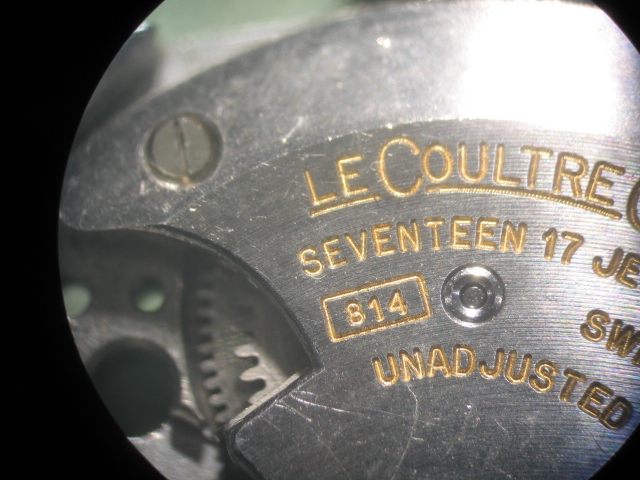 LECOULTRE
SEVENTEEN 17 JE
814
SW
UNADJUSTED